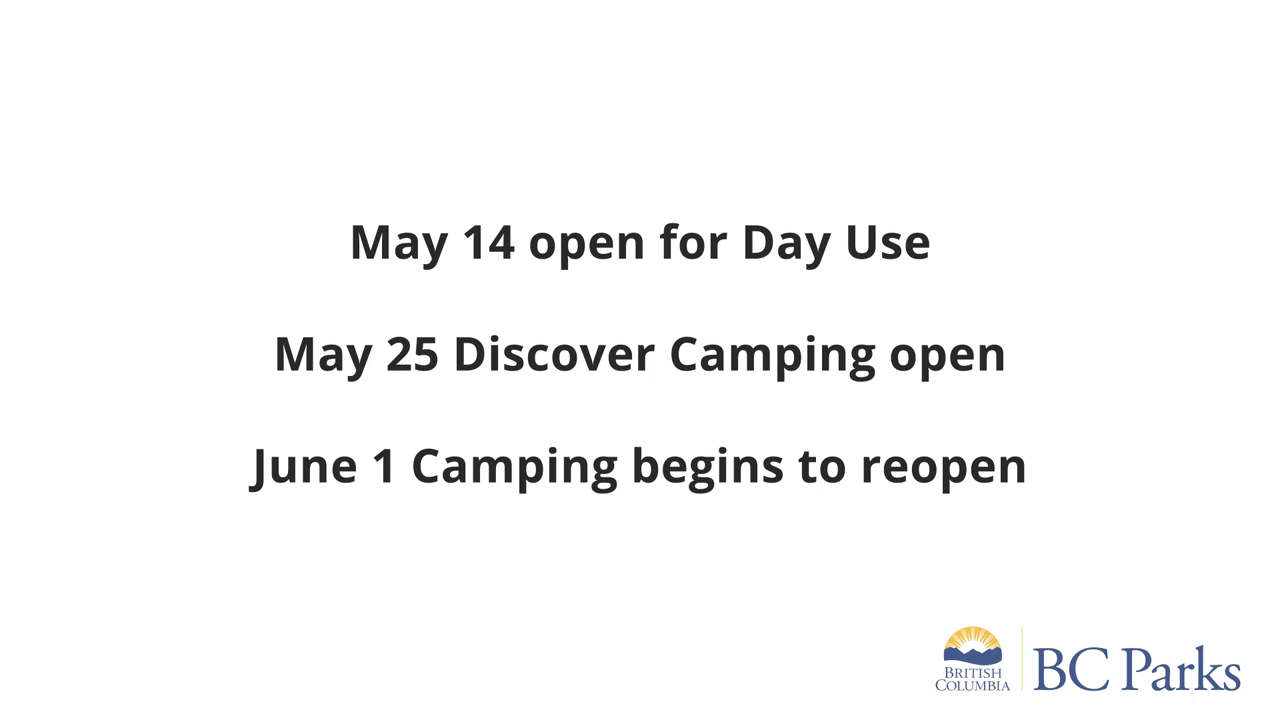 May 14 open for Day Use
May 25 Discover Camping open
June 1 Camping begins to reopen
BRITISH
COLUMBIA
BC Parks